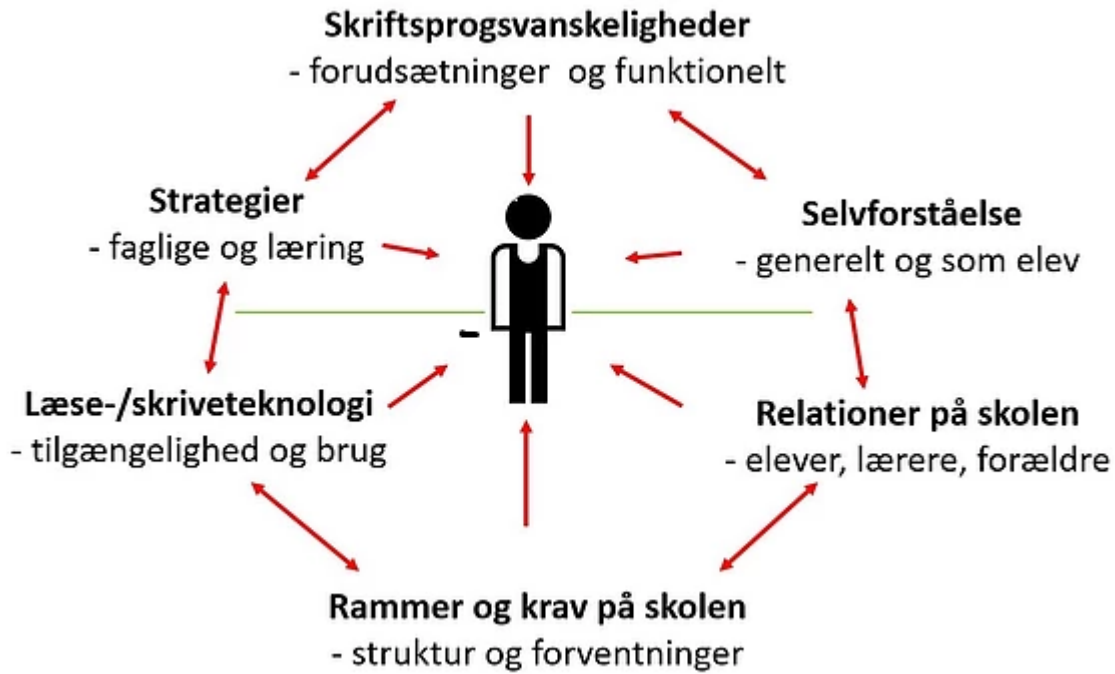 Skriftsprogsvanskeligheder
- forudsætninger og funktionelt
Strategier
- faglige og læring
Selvforståelse
- generelt og som elev
Læse-/skriveteknologi
- tilgængelighed og brug
Relationer på skolen
- elever, lærere, forældre
Rammer og krav på skolen
- struktur og forventninger